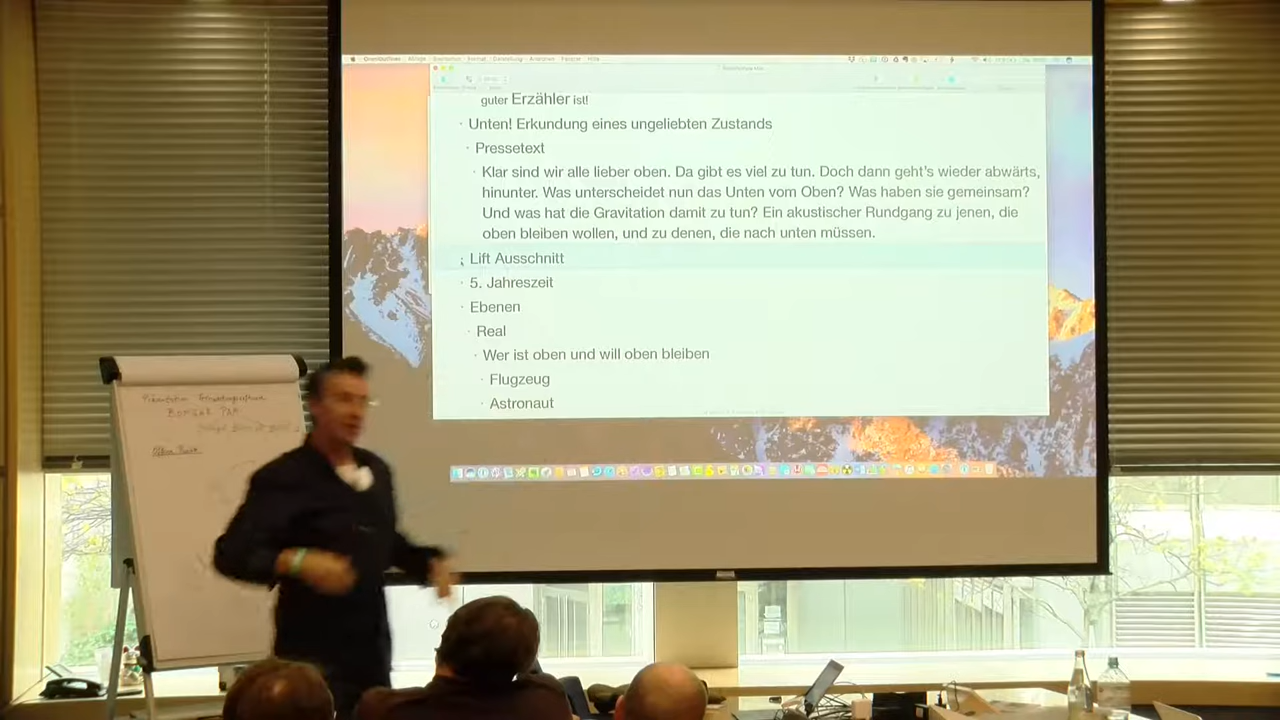 guter Erzähler ist!
· Unten! Erkundung eines ungeliebten Zustands
· Pressetext
· Klar sind wir alle lieber oben. Da gibt es viel zu tun. Doch dann geht's wieder abwärts,
hinunter. Was unterscheidet nun das Unten vom Oben? Was haben sie gemeinsam?
Und was hat die Gravitation damit zu tun? Ein akustischer Rundgang zu jenen, die
oben bleiben wollen, und zu denen, die nach unten müssen.
Lift Ausschnitt
· 5. Jahreszeit
· Ebenen
· Real
· Wer ist oben und will oben bleiben
· Flugzeug
· Astronaut